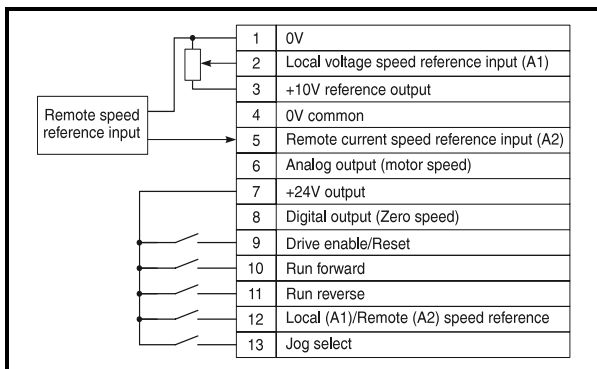 1 0V
2 Local voltage speed reference input (A1)
3 +10V reference output
Remote speed
reference input
4 0V common
5 Remote current speed reference input (A2)
6 Analog output (motor speed)
7 +24V output
8 Digital output (Zero speed)
9 Drive enable/Reset
10 Run forward
11 Run reverse
12 Local (A1)/Remote (A2) speed reference
13 Jog select